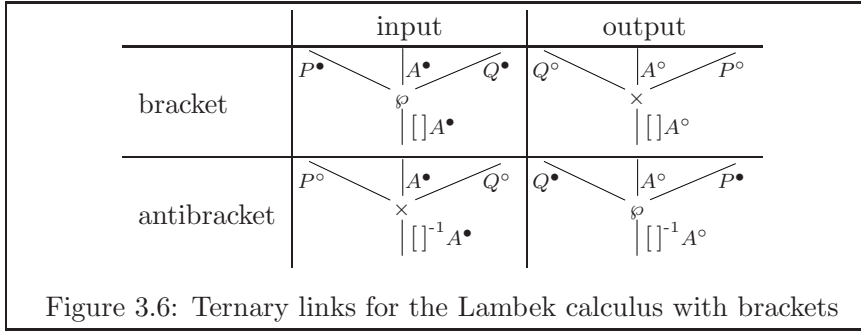 input output
P• A• Q• Q° A° P°
bracket ℘ ×
[ ]A• [ ]A°
P° A• Q° Q• A° P•
antibracket × ℘
[ ]⁻¹A• [ ]⁻¹A°
Figure 3.6: Ternary links for the Lambek calculus with brackets